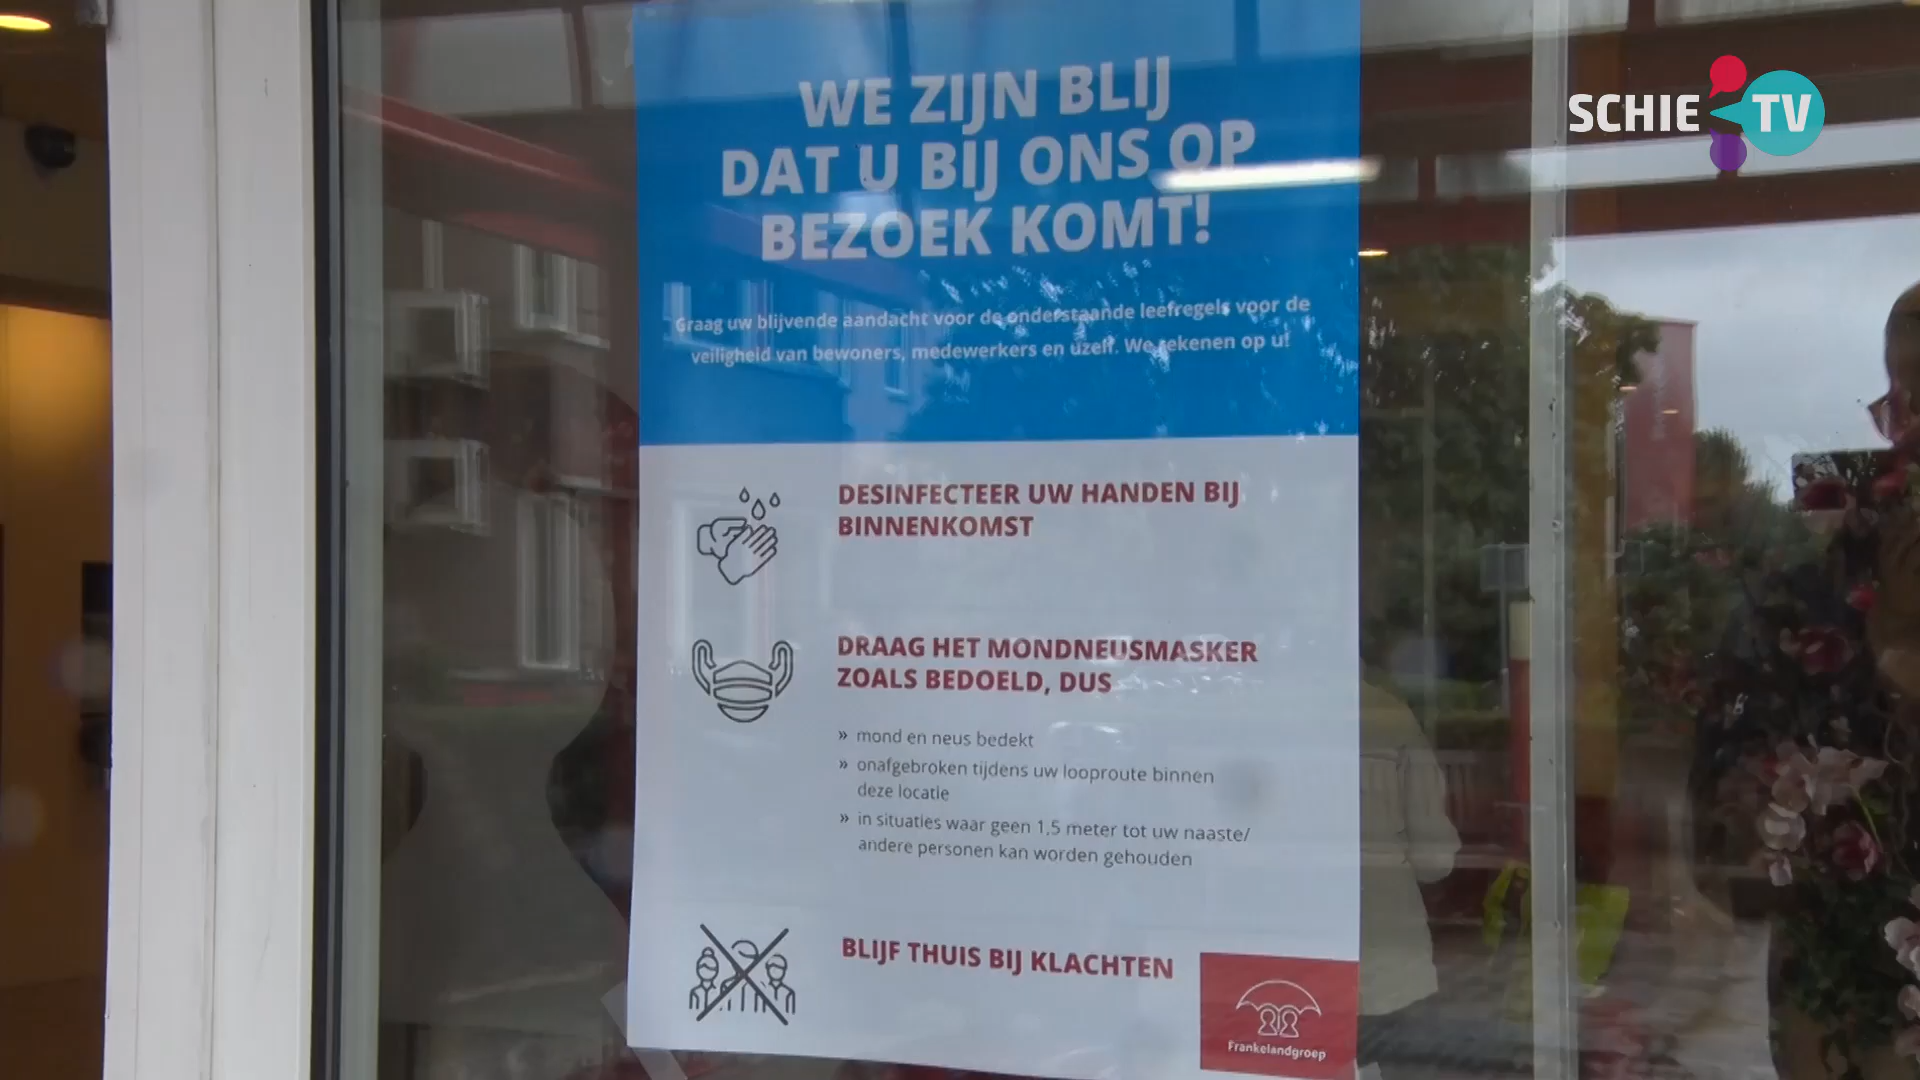 WE ZIJN BLIJ
DAT U BIJ ONS OP
BEZOEK KOMT!
Graag uw blijvende aandacht voor de onderstaande leefregels voor de
veiligheid van bewoners, medewerkers en uzelf. We rekenen op u!
DESINFECTEER UW HANDEN BIJ
BINNENKOMST
DRAAG HET MONDNEUSMASKER
ZOALS BEDOELD, DUS
» mond en neus bedekt
» onafgebroken tijdens uw looproute binnen
deze locatie
» in situaties waar geen 1,5 meter tot uw naaste/
andere personen kan worden gehouden
BLIJF THUIS BIJ KLACHTEN
Frankelandgroep
SCHIE TV